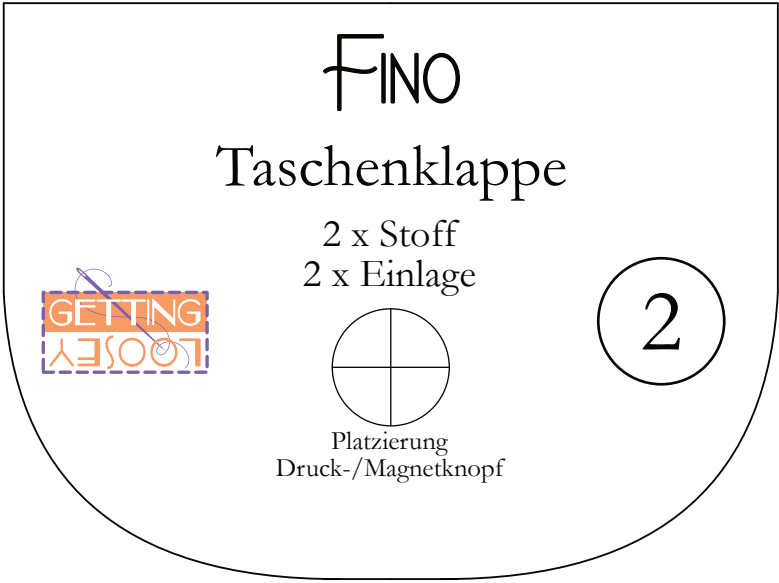 FINO
Taschenklappe
2 x Stoff
2 x Einlage
GETTING
LOOSEY
2
Platzierung
Druck-/Magnetknopf